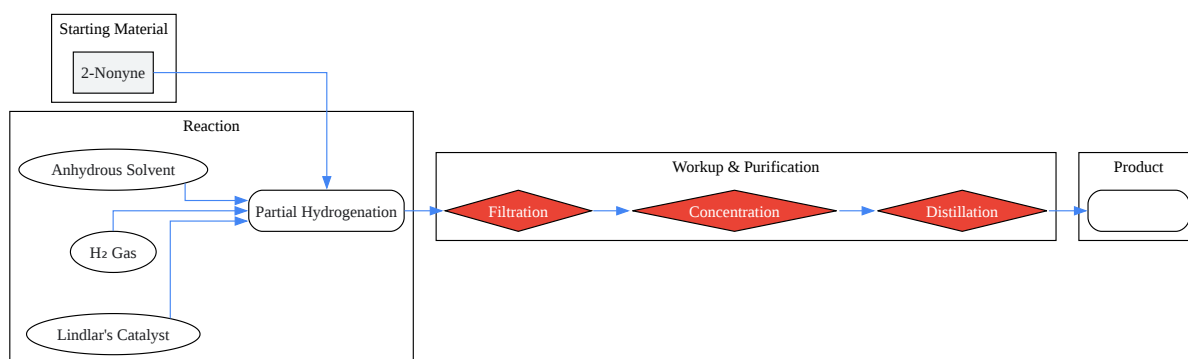 Starting Material
2-Nonyne
Reaction
Anhydrous Solvent
Partial Hydrogenation
H₂ Gas
Lindlar's Catalyst
Workup & Purification
Filtration
Concentration
Distillation
Product